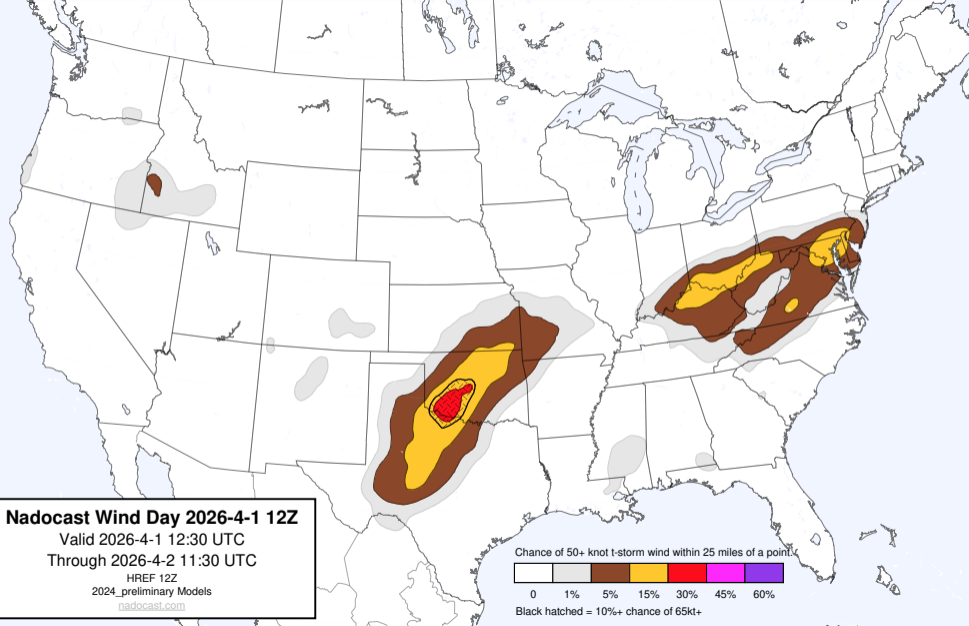 Nadocast Wind Day 2026-4-1 12Z
Valid 2026-4-1 12:30 UTC
Through 2026-4-2 11:30 UTC
HREF 12Z
2024_preliminary Models
nadocast.com
Chance of 50+ knot t-storm wind within 25 miles of a point.
0 1% 5% 15% 30% 45% 60%
Black hatched = 10%+ chance of 65kt+